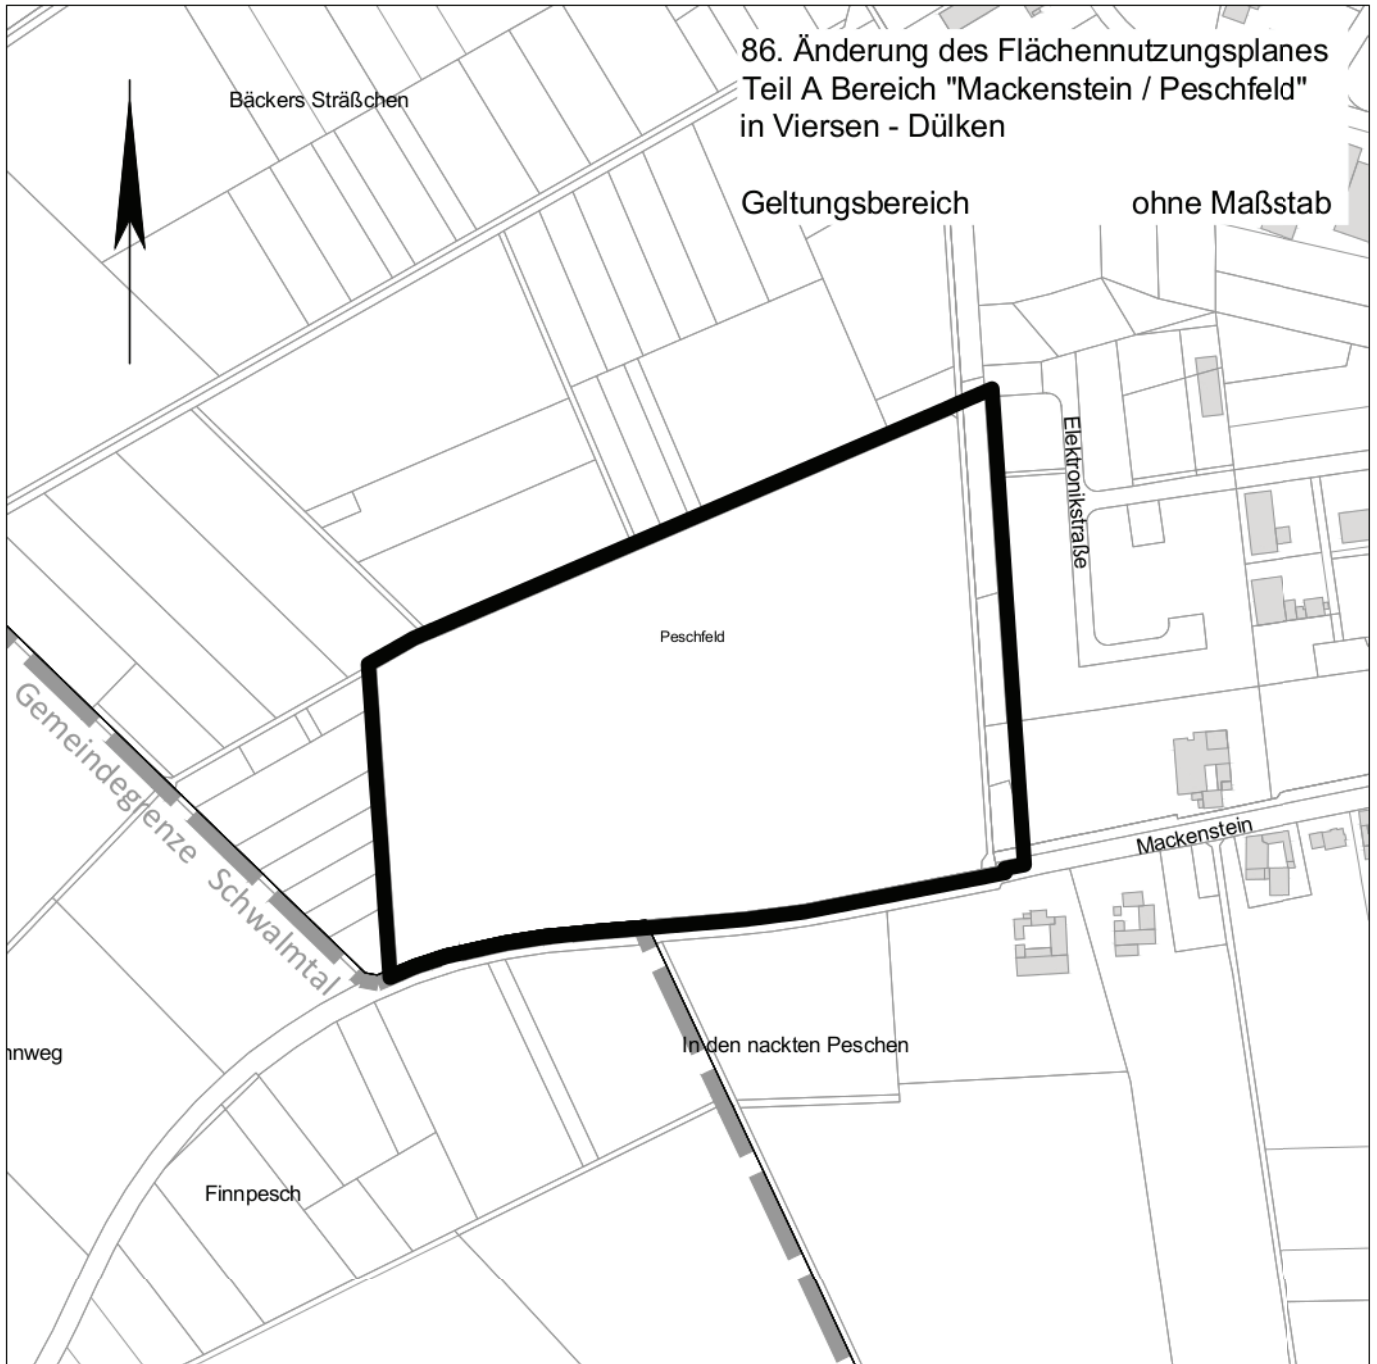 86. Änderung des Flächennutzungsplanes
Teil A Bereich "Mackenstein / Peschfeld"
in Viersen - Dülken
Geltungsbereich ohne Maßstab
Bäckers Sträßchen
Elektronikstraße
Peschfeld
Gemeindegrenze Schwalmtal
Mackenstein
In den nackten Peschen
nnweg
Finnpesch